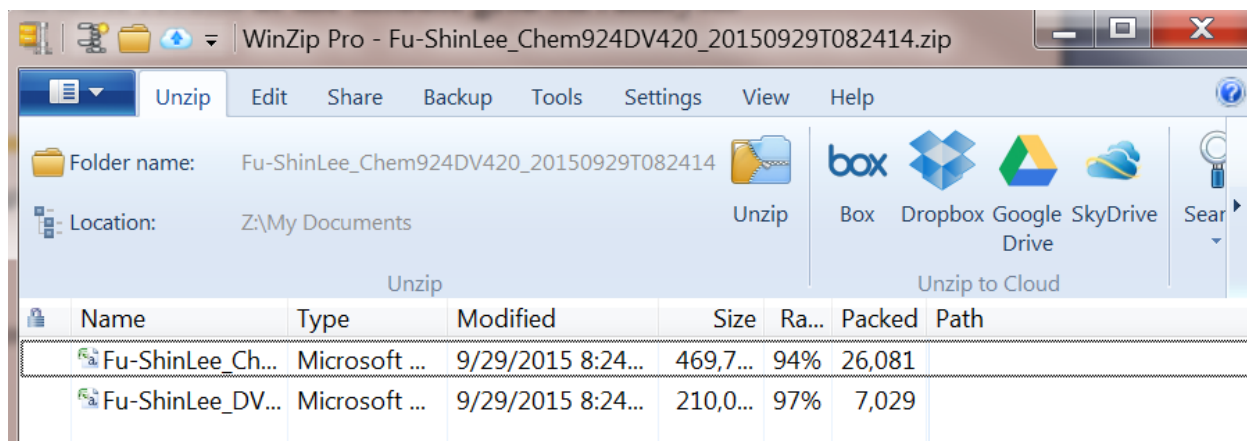 WinZip Pro - Fu-ShinLee_Chem924DV420_20150929T082414.zip
Unzip Edit Share Backup Tools Settings View Help
Folder name: Fu-ShinLee_Chem924DV420_20150929T082414
Location: Z:\My Documents
Unzip
box
Box Dropbox Google Drive SkyDrive Sear
Unzip Unzip to Cloud
Name Type Modified Size Ra... Packed Path
Fu-ShinLee_Ch... Microsoft ... 9/29/2015 8:24... 469,7... 94% 26,081
Fu-ShinLee_DV... Microsoft ... 9/29/2015 8:24... 210,0... 97% 7,029